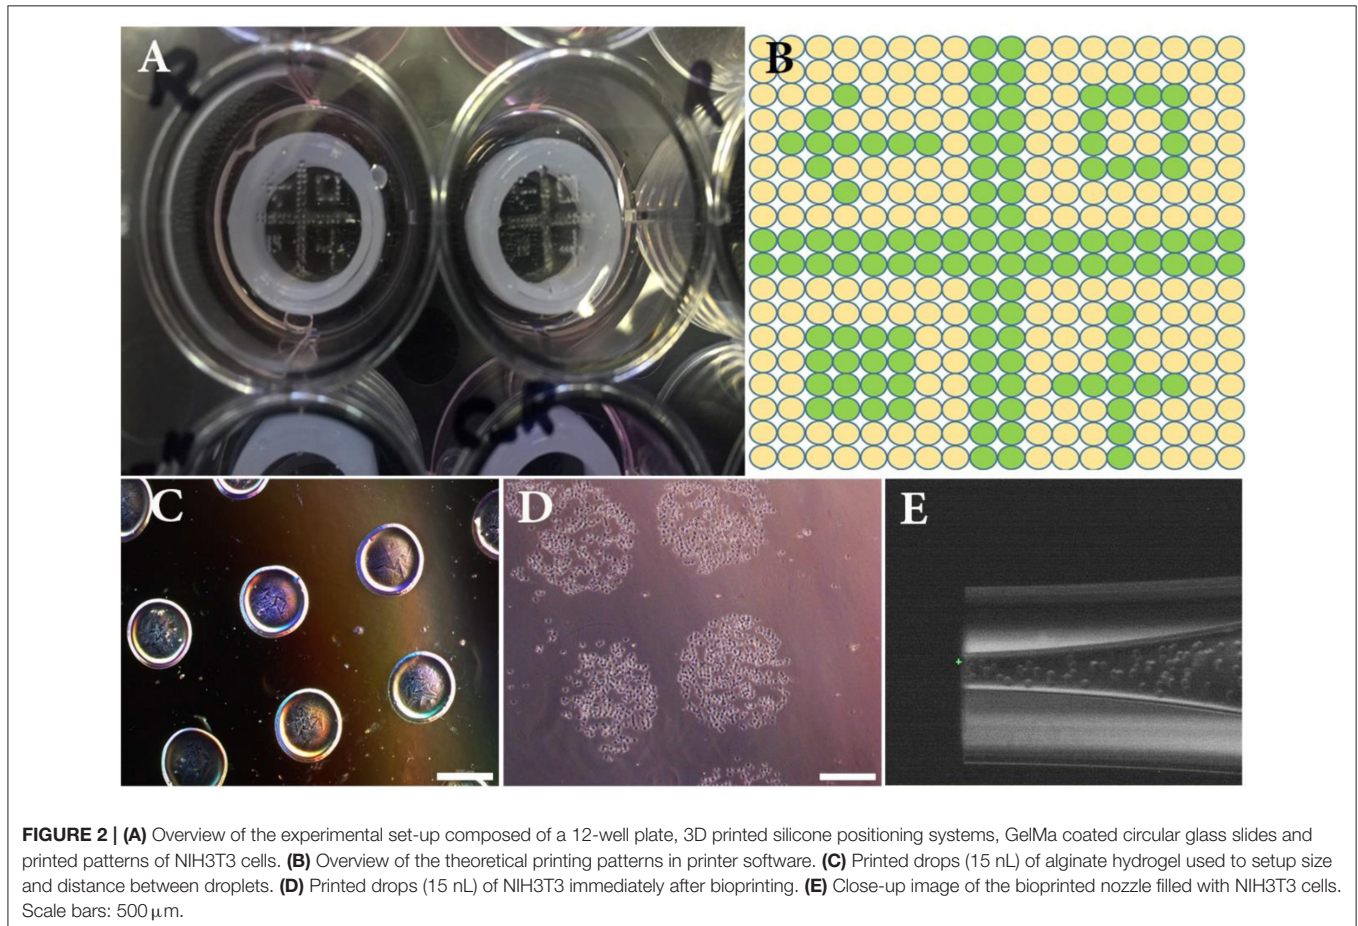 A
B
C
D
E
FIGURE 2 | (A) Overview of the experimental set-up composed of a 12-well plate, 3D printed silicone positioning systems, GelMa coated circular glass slides and
printed patterns of NIH3T3 cells. (B) Overview of the theoretical printing patterns in printer software. (C) Printed drops (15 nL) of alginate hydrogel used to setup size
and distance between droplets. (D) Printed drops (15 nL) of NIH3T3 immediately after bioprinting. (E) Close-up image of the bioprinted nozzle filled with NIH3T3 cells.
Scale bars: 500 μm.